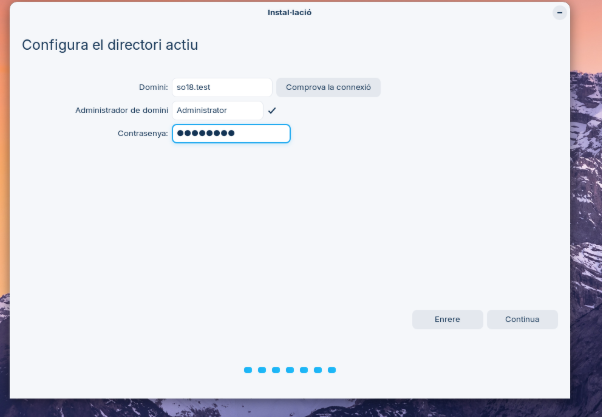 Instal·lació
Configura el directori actiu
Domini: so18.test Comprova la connexió
Administrador de domini Administrator
Contrasenya: ●●●●●●●●
Enrere Continua